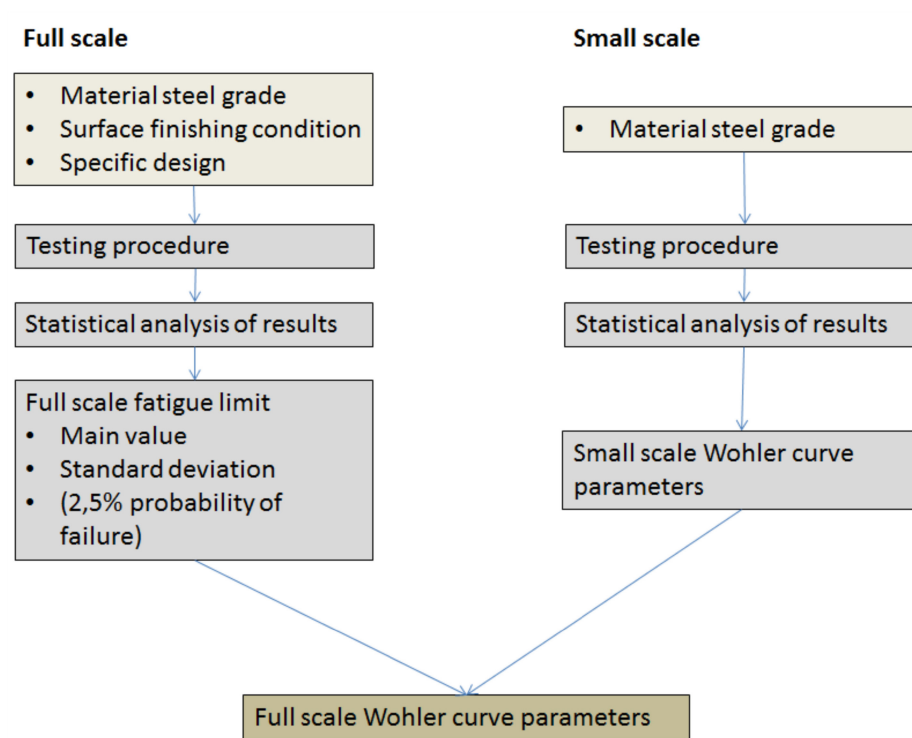 Full scale
• Material steel grade
• Surface finishing condition
• Specific design
Testing procedure
Statistical analysis of results
Full scale fatigue limit
• Main value
• Standard deviation
• (2,5% probability of
failure)
Small scale
• Material steel grade
Testing procedure
Statistical analysis of results
Small scale Wohler curve
parameters
Full scale Wohler curve parameters